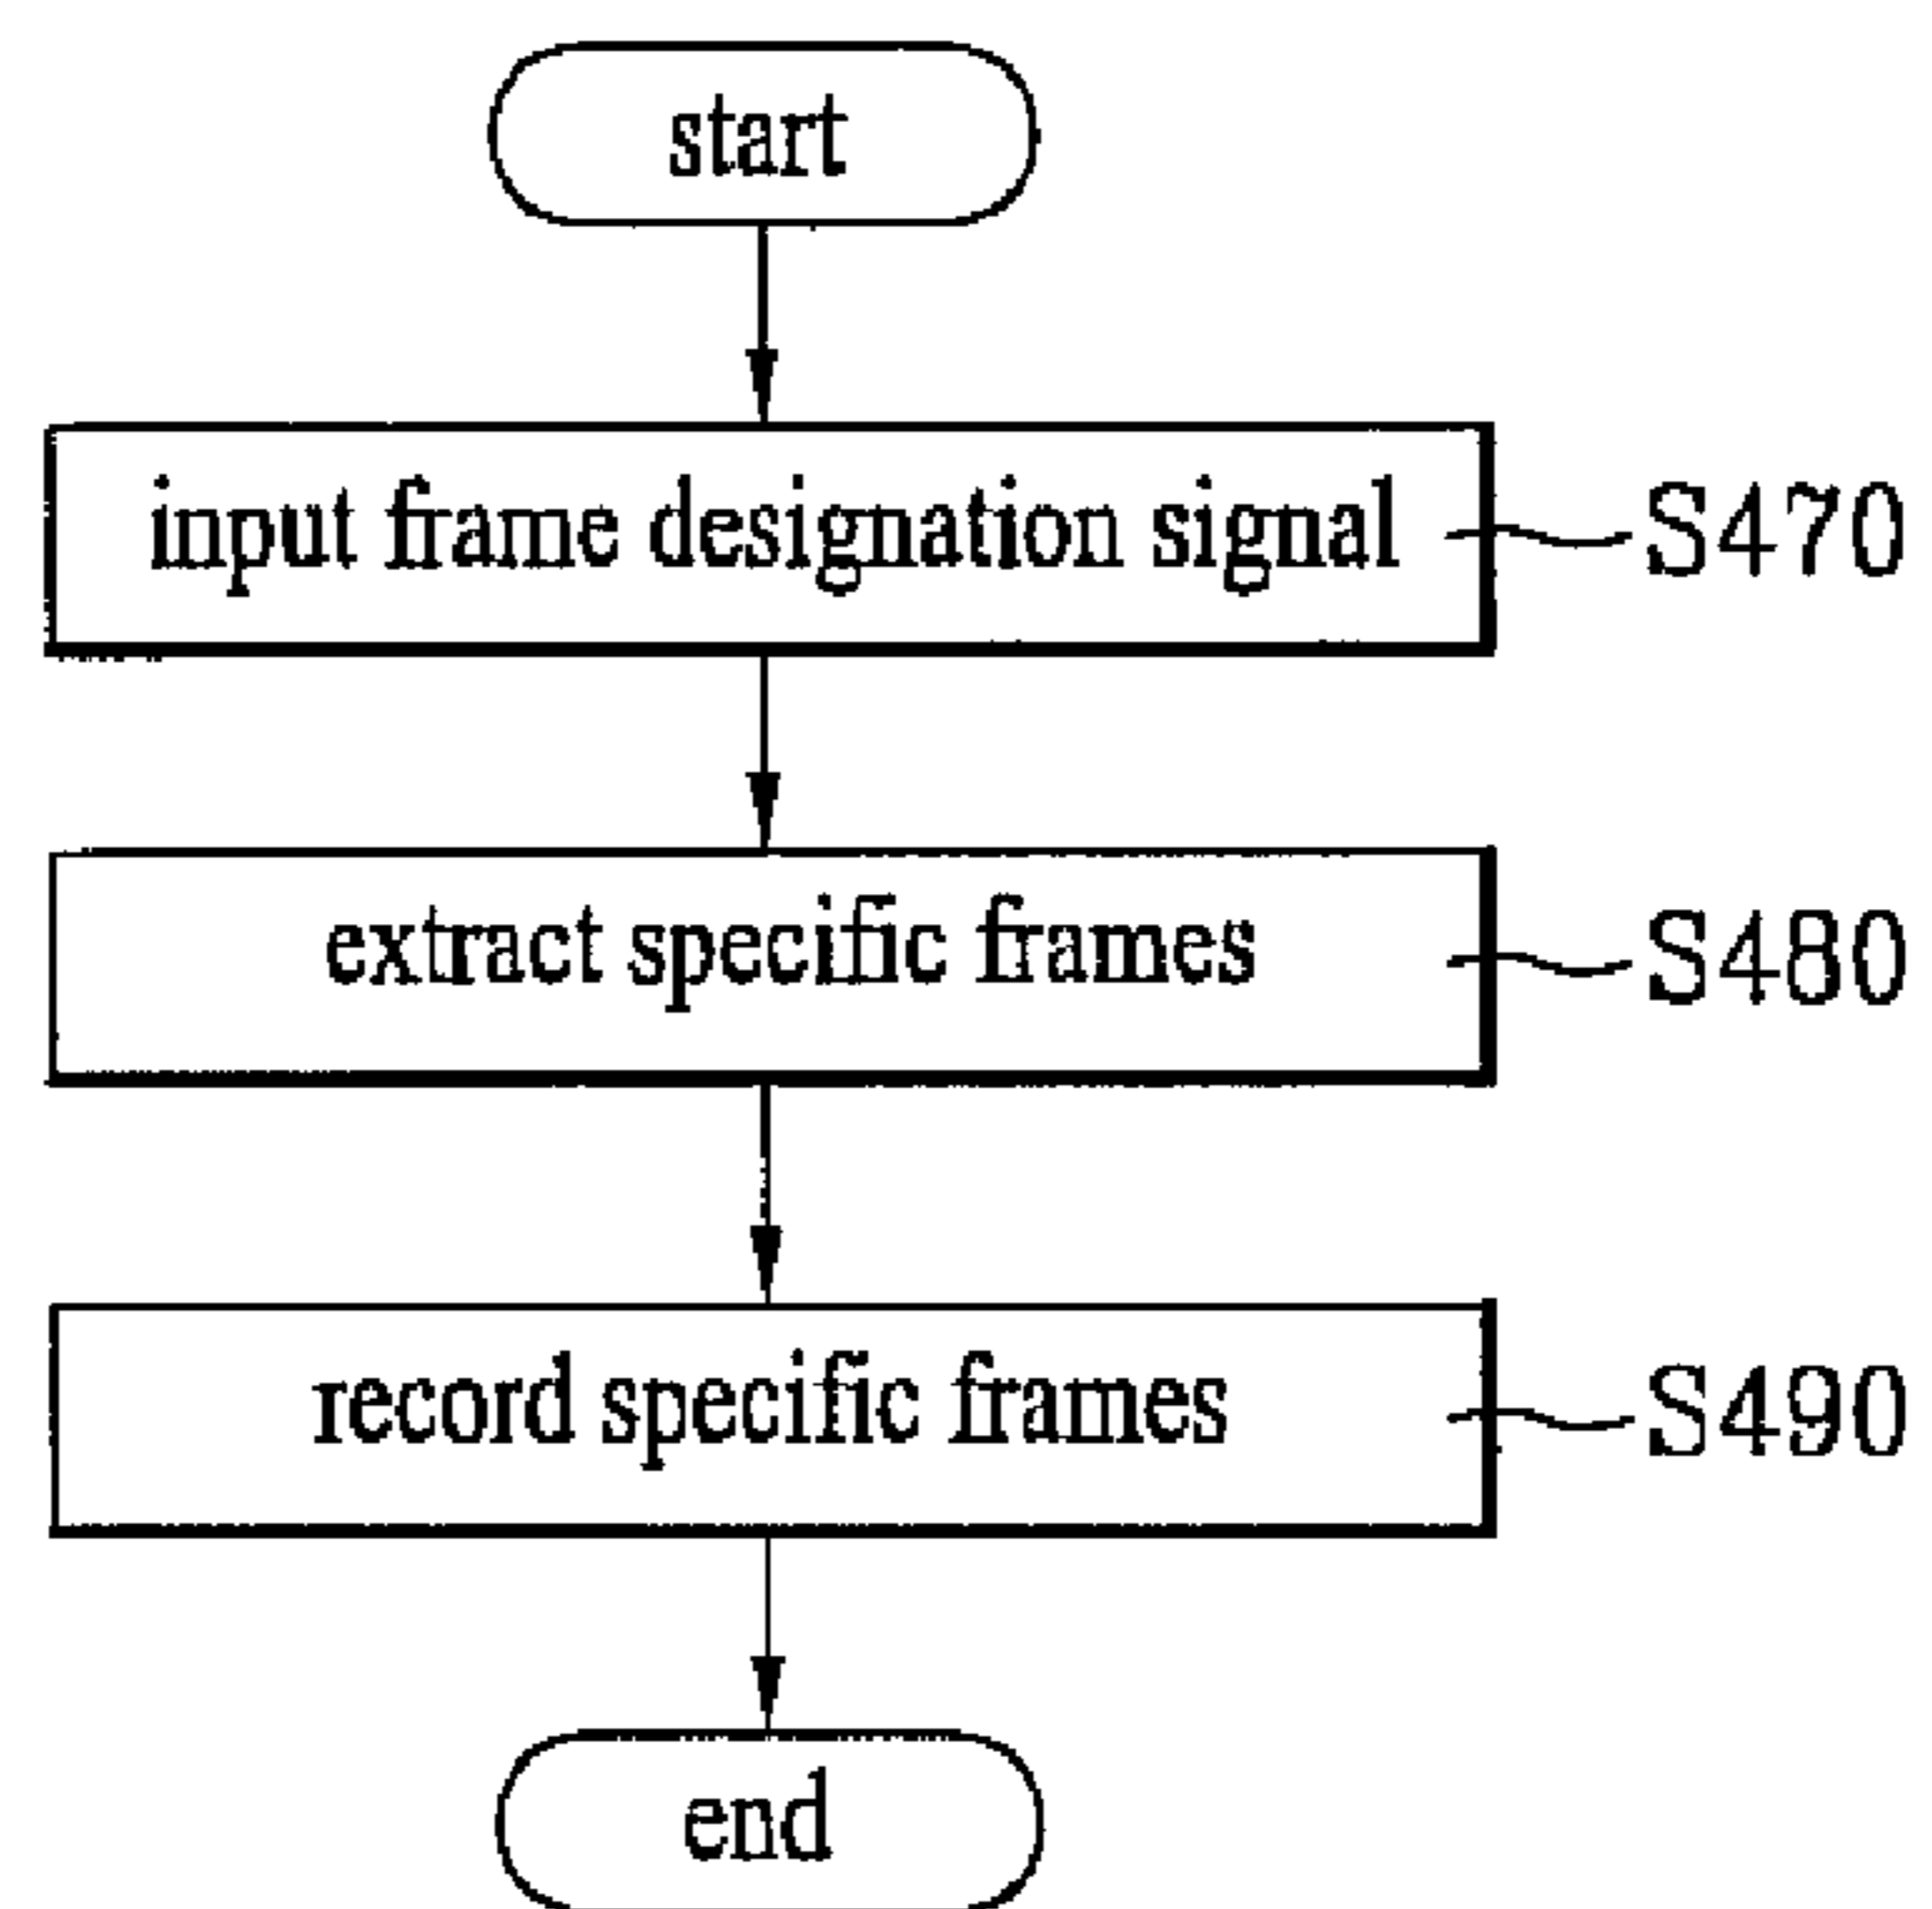 start
input frame designation signal
S470
extract specific frames
S480
record specific frames
S490
end